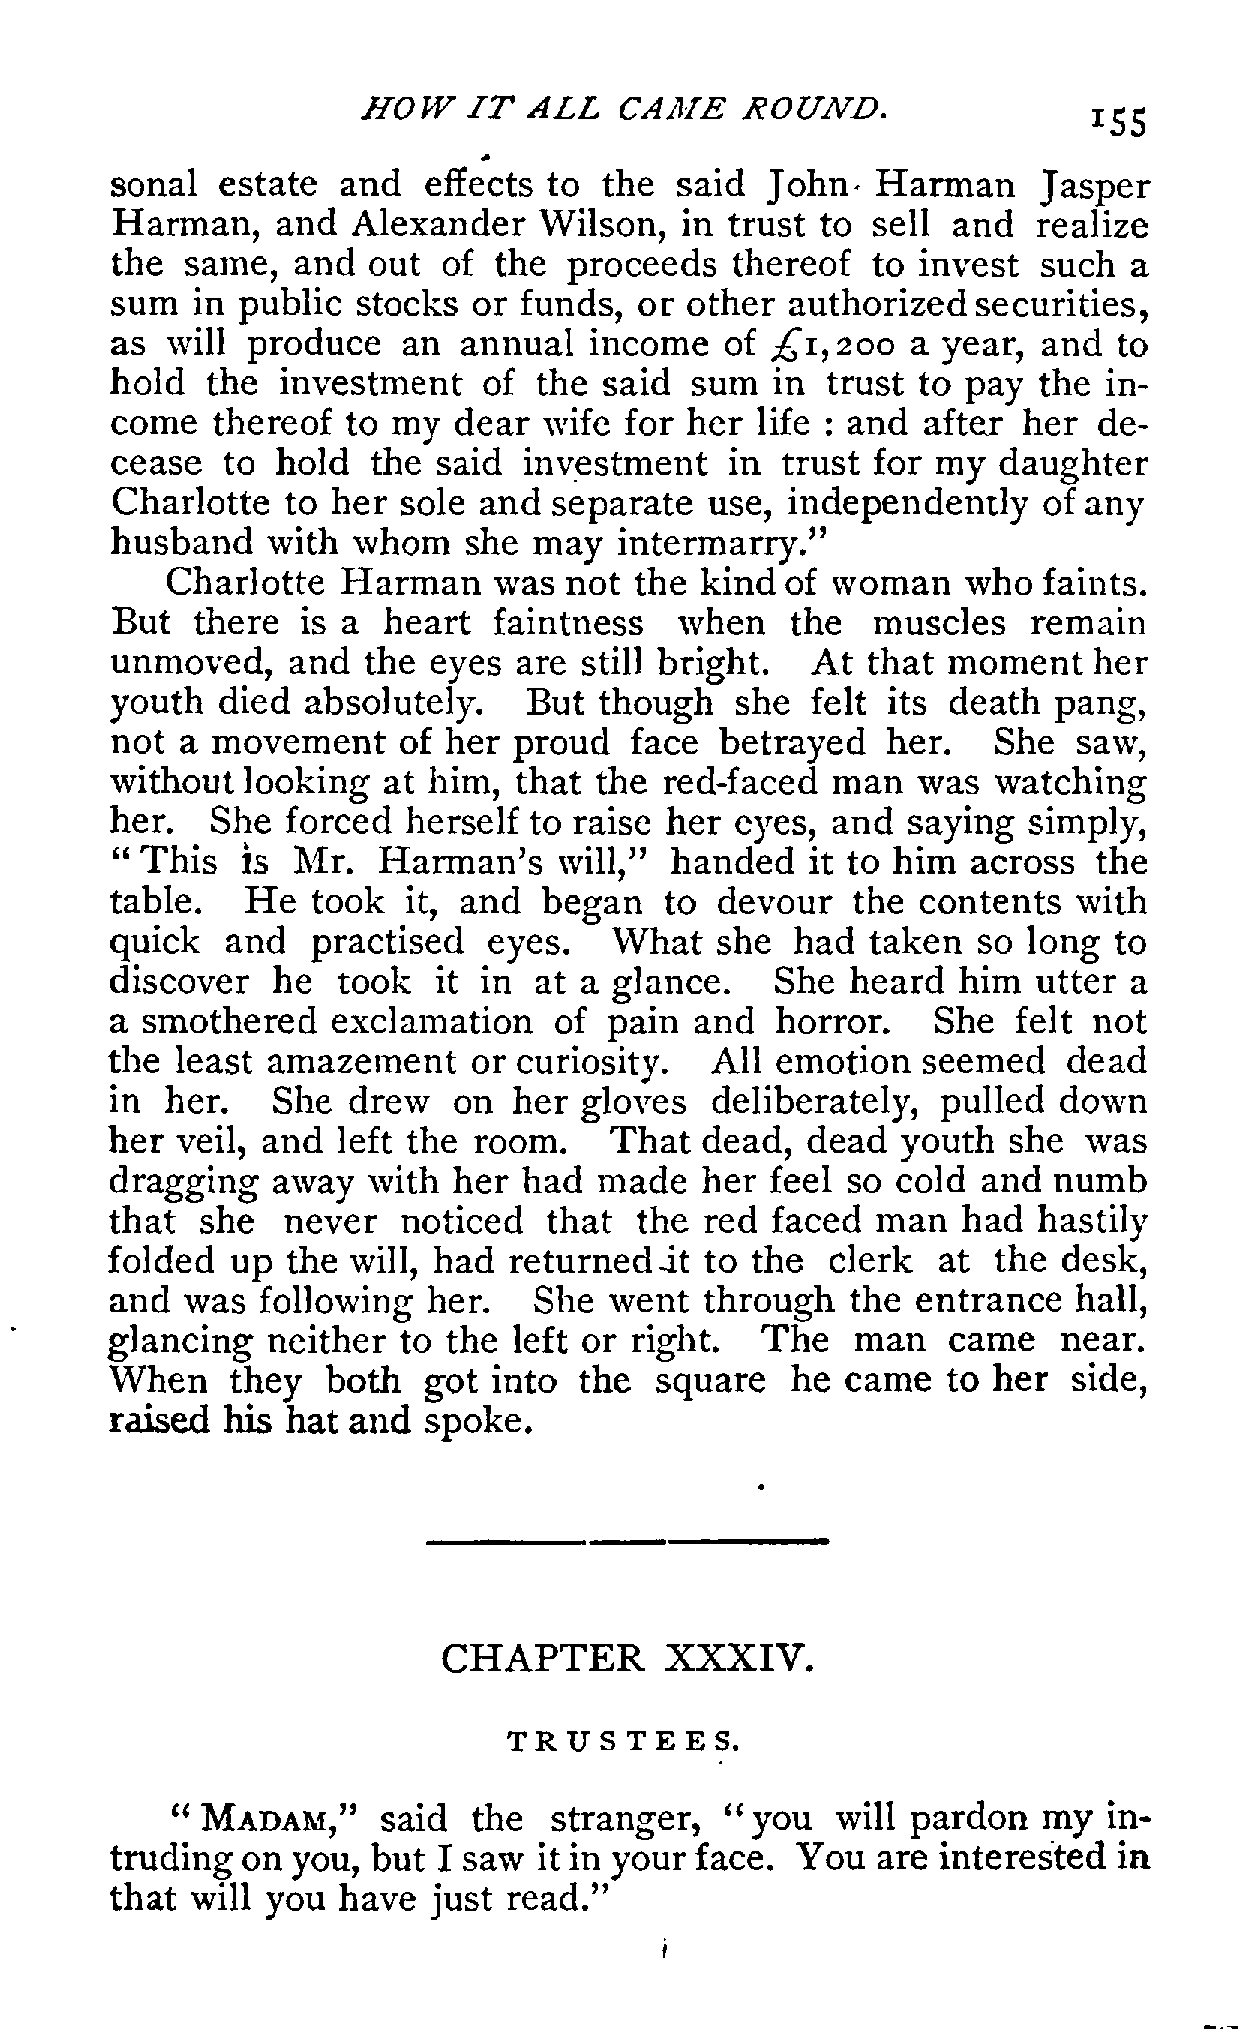 HOW IT ALL CAME ROUND. 155
sonal estate and effects to the said John Harman Jasper
Harman, and Alexander Wilson, in trust to sell and realize
the same, and out of the proceeds thereof to invest such a
sum in public stocks or funds, or other authorized securities,
as will produce an annual income of £1,200 a year, and to
hold the investment of the said sum in trust to pay the in-
come thereof to my dear wife for her life : and after her de-
cease to hold the said investment in trust for my daughter
Charlotte to her sole and separate use, independently of any
husband with whom she may intermarry."
Charlotte Harman was not the kind of woman who faints.
But there is a heart faintness when the muscles remain
unmoved, and the eyes are still bright. At that moment her
youth died absolutely. But though she felt its death pang,
not a movement of her proud face betrayed her. She saw,
without looking at him, that the red-faced man was watching
her. She forced herself to raise her eyes, and saying simply,
"This is Mr. Harman's will," handed it to him across the
table. He took it, and began to devour the contents with
quick and practised eyes. What she had taken so long to
discover he took it in at a glance. She heard him utter a
a smothered exclamation of pain and horror. She felt not
the least amazement or curiosity. All emotion seemed dead
in her. She drew on her gloves deliberately, pulled down
her veil, and left the room. That dead, dead youth she was
dragging away with her had made her feel so cold and numb
that she never noticed that the red faced man had hastily
folded up the will, had returned it to the clerk at the desk,
and was following her. She went through the entrance hall,
glancing neither to the left or right. The man came near.
When they both got into the square he came to her side,
raised his hat and spoke.
CHAPTER XXXIV.
TRUSTEES.
"MADAM," said the stranger, "you will pardon my in-
truding on you, but I saw it in your face. You are interested in
that will you have just read."